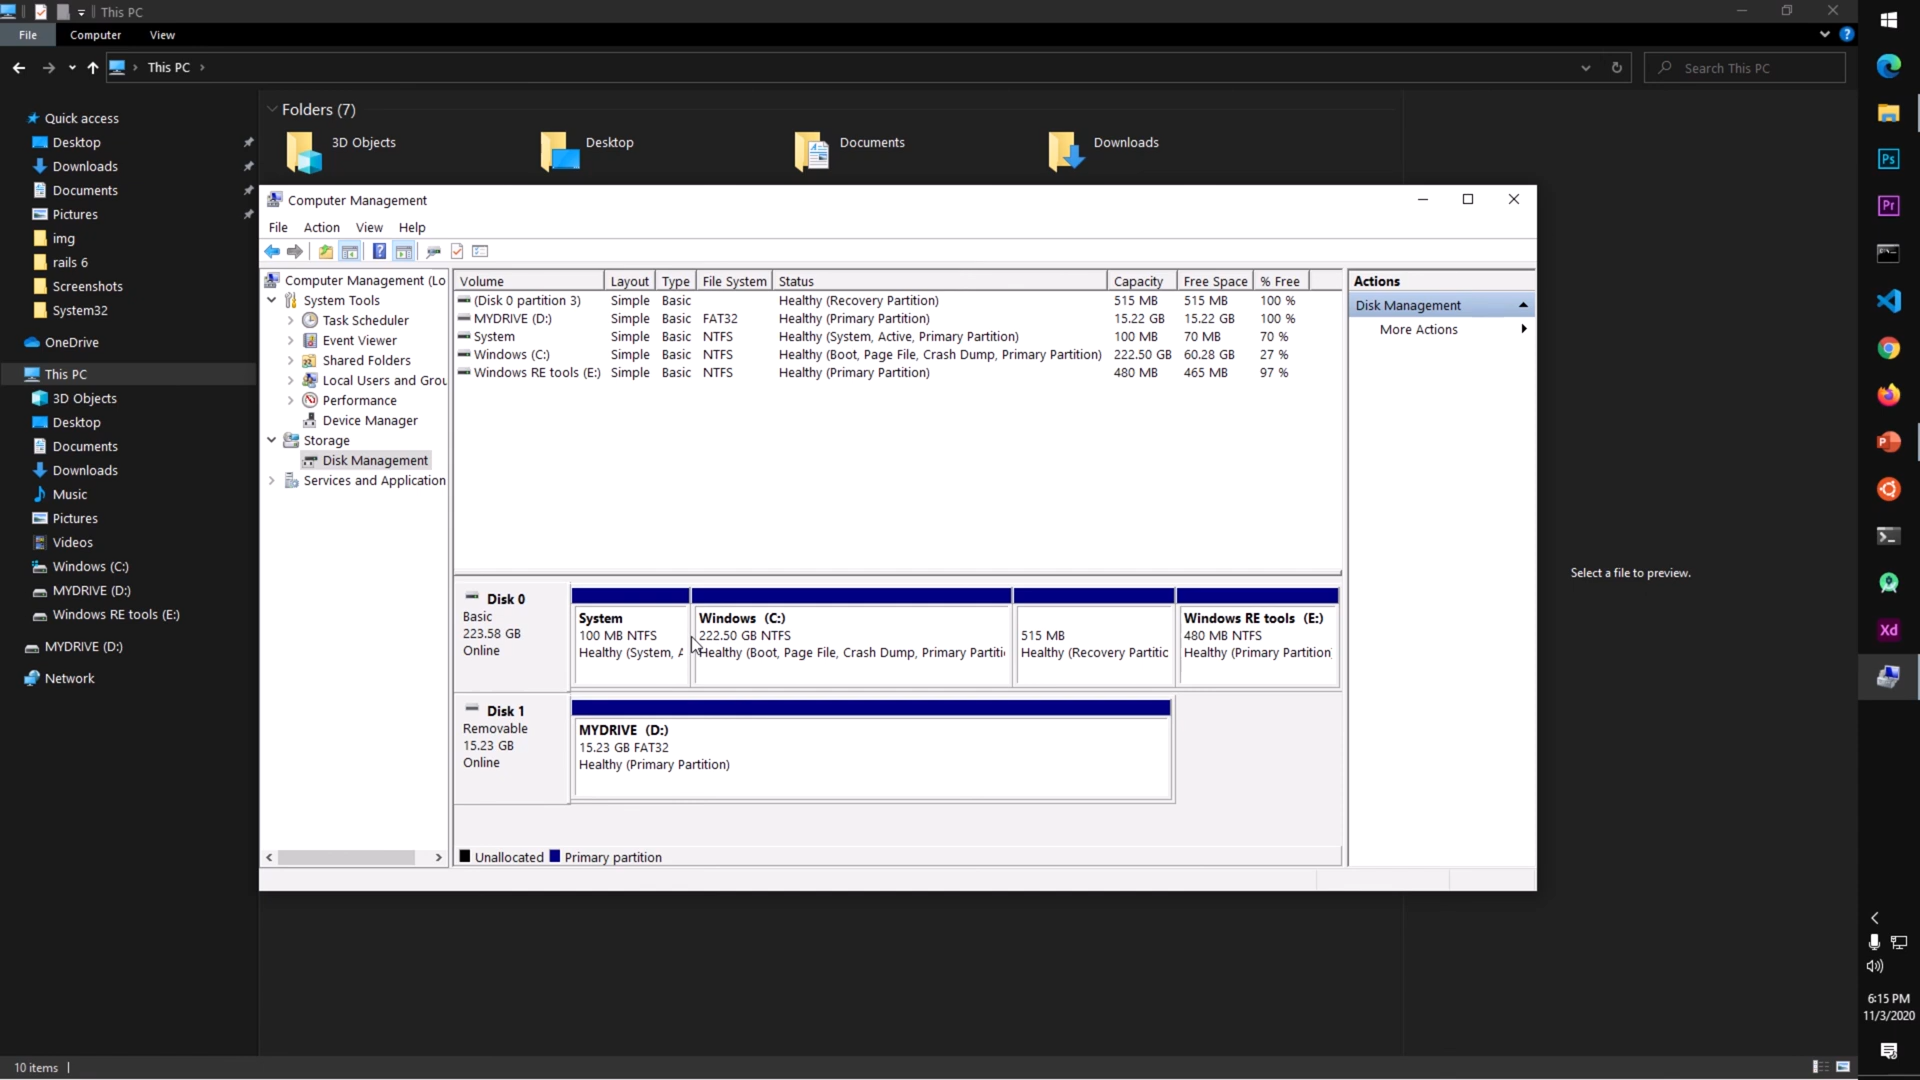 This PC
File
Computer
View
This PC
Search This PC
Quick access
Desktop
Downloads
Documents
Pictures
img
rails 6
Screenshots
System32
OneDrive
This PC
3D Objects
Desktop
Documents
Downloads
Music
Pictures
Videos
Windows (C:)
MYDRIVE (D:)
Windows RE tools (E:)
MYDRIVE (D:)
Network
Folders (7)
3D Objects
Desktop
Documents
Downloads
Computer Management
File Action View Help
Computer Management (Lo
System Tools
Task Scheduler
Event Viewer
Shared Folders
Local Users and Grou
Performance
Device Manager
Storage
Disk Management
Services and Application
Volume Layout Type File System Status Capacity Free Space % Free
(Disk 0 partition 3) Simple Basic Healthy (Recovery Partition) 515 MB 515 MB 100 %
MYDRIVE (D:) Simple Basic FAT32 Healthy (Primary Partition) 15.22 GB 15.22 GB 100 %
System Simple Basic NTFS Healthy (System, Active, Primary Partition) 100 MB 70 MB 70 %
Windows (C:) Simple Basic NTFS Healthy (Boot, Page File, Crash Dump, Primary Partition) 222.50 GB 60.28 GB 27 %
Windows RE tools (E:) Simple Basic NTFS Healthy (Primary Partition) 480 MB 465 MB 97 %
Disk 0
Basic
223.58 GB
Online
System
100 MB NTFS
Healthy (System, A
Windows (C:)
222.50 GB NTFS
Healthy (Boot, Page File, Crash Dump, Primary Partiti
515 MB
Healthy (Recovery Partitic
Windows RE tools (E:)
480 MB NTFS
Healthy (Primary Partition
Disk 1
Removable
15.23 GB
Online
MYDRIVE (D:)
15.23 GB FAT32
Healthy (Primary Partition)
Unallocated Primary partition
Actions
Disk Management
More Actions
Select a file to preview.
Ps
Pr
P
Xd
6:15 PM
11/3/2020
10 items